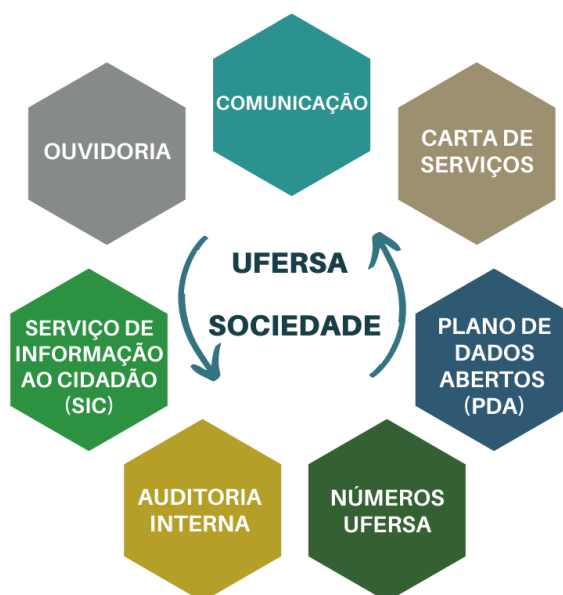 COMUNICAÇÃO
OUVIDORIA
CARTA DE
SERVIÇOS
UFERSA
SOCIEDADE
SERVIÇO DE
INFORMAÇÃO
AO CIDADÃO
(SIC)
PLANO DE
DADOS
ABERTOS
(PDA)
AUDITORIA
INTERNA
NÚMEROS
UFERSA